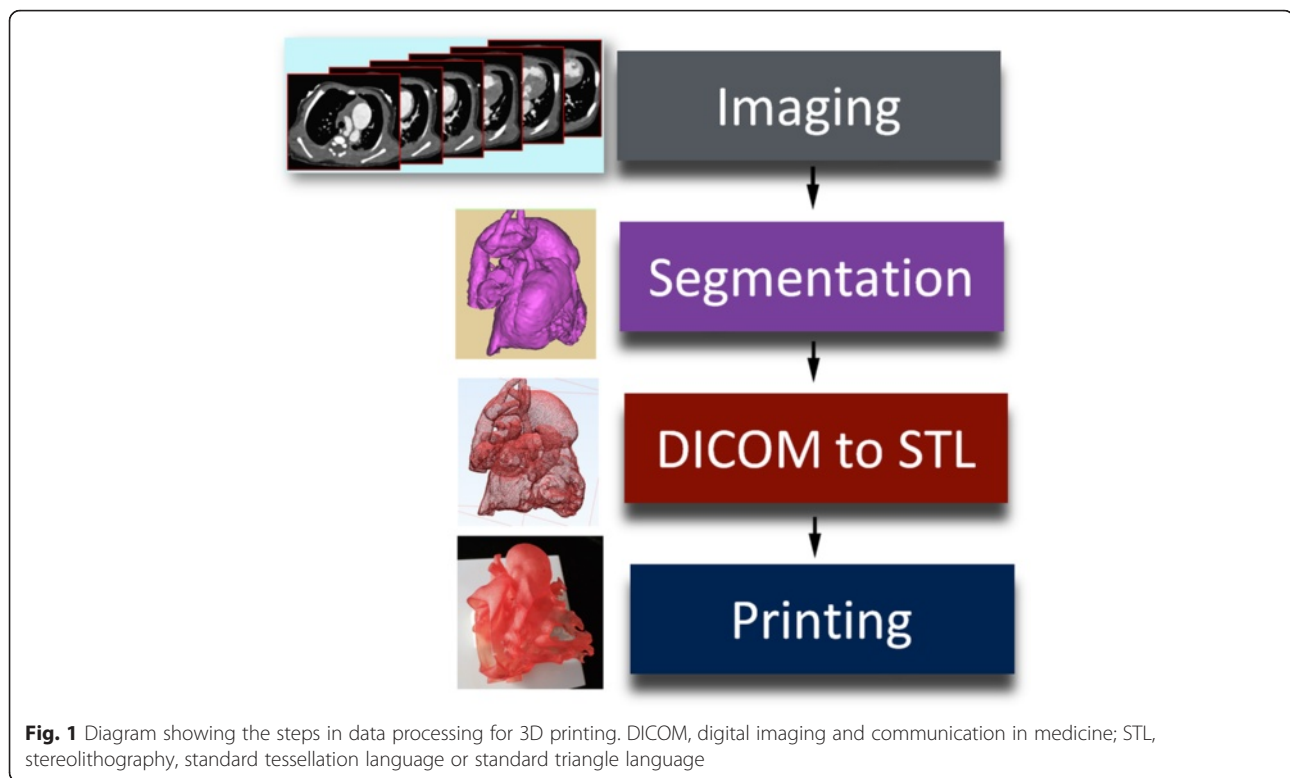 Imaging
Segmentation
DICOM to STL
Printing
Fig. 1 Diagram showing the steps in data processing for 3D printing. DICOM, digital imaging and communication in medicine; STL,
stereolithography, standard tessellation language or standard triangle language